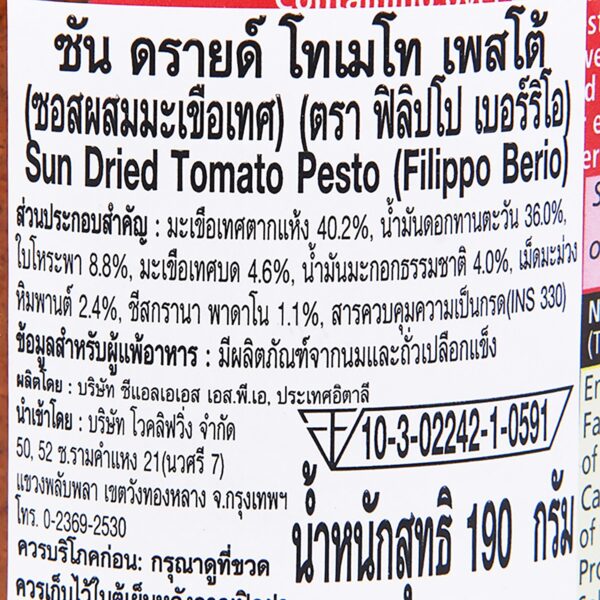 ซัน ดรายด์ โทเมโท เพสโต้
(ซอสผสมมะเขือเทศ) (ตรา ฟิลิปโป เบอร์ริโอ)
Sun Dried Tomato Pesto (Filippo Berio)
ส่วนประกอบสำคัญ : มะเขือเทศตากแห้ง 40.2%, น้ำมันดอกทานตะวัน 36.0%,
ใบโหระพา 8.8%, มะเขือเทศบด 4.6%, น้ำมันมะกอกธรรมชาติ 4.0%, เม็ดมะม่วง
หิมพานต์ 2.4%, ชีสกรานา พาดาโน 1.1%, สารควบคุมความเป็นกรด(INS 330)
ข้อมูลสำหรับผู้แพ้อาหาร : มีผลิตภัณฑ์จากนมและถั่วเปลือกแข็ง
ผลิตโดย : บริษัท ซีแอลเอเอส เอส.พี.เอ, ประเทศอิตาลี
นำเข้าโดย : บริษัท โวคลิฟวิ่ง จำกัด
50, 52 ซ.รามคำแหง 21(นวศรี 7)
แขวงพลับพลา เขตวังทองหลาง จ.กรุงเทพฯ
โทร. 0-2369-2530
10-3-02242-1-0591
น้ำหนักสุทธิ 190 กรัม
ควรบริโภคก่อน: กรุณาดูที่ขวด